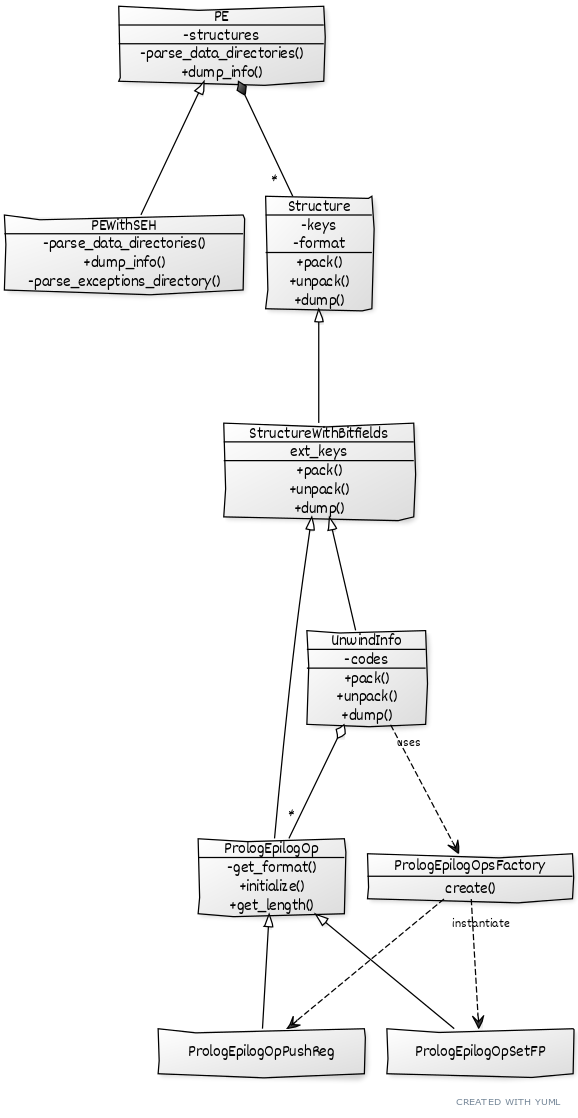 PE
-structures
-parse_data_directories()
+dump_info()
*
PEWithSEH
-parse_data_directories()
+dump_info()
-parse_exceptions_directory()
Structure
-keys
-format
+pack()
+unpack()
+dump()
StructureWithBitfields
ext_keys
+pack()
+unpack()
+dump()
UnwindInfo
-codes
+pack()
+unpack()
+dump()
uses
*
PrologEpilogOp
-get_format()
+initialize()
+get_length()
PrologEpilogOpsFactory
create()
instantiate
PrologEpilogOpPushReg
PrologEpilogOpSetFP
CREATED WITH YUML